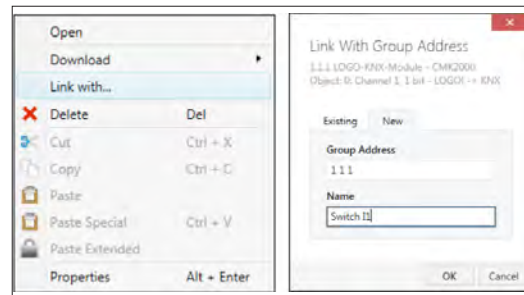 Open
Download
Link with...
Delete Del
Cut Ctrl + X
Copy Ctrl + C
Paste
Paste Special Ctrl + V
Paste Extended
Properties Alt + Enter
Link With Group Address
1.1.1 LOGO-KNX-Module - CMK2000
Object: 0: Channel 1, 1 bit - LOGO! -> KNX
Existing New
Group Address
1 1 1
Name
Switch I1
OK Cancel